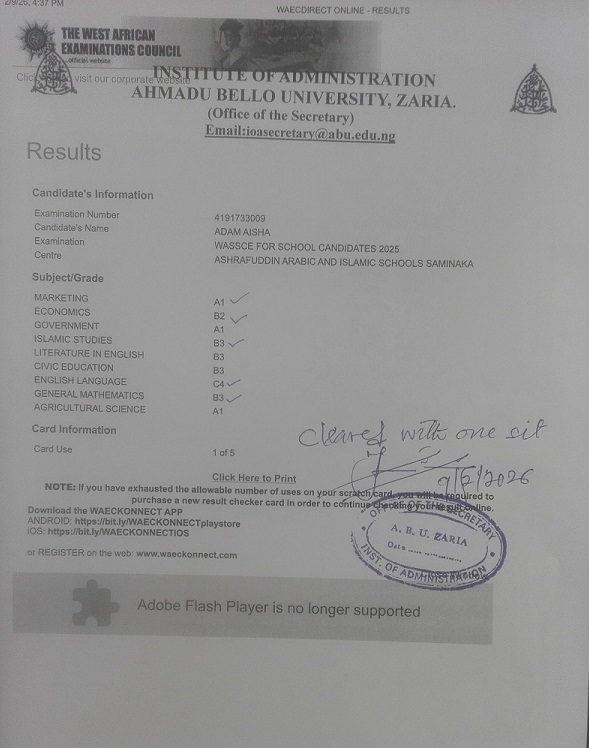 2/9/26, 4:37 PM
WAECDIRECT ONLINE - RESULTS
THE WEST AFRICAN
EXAMINATIONS COUNCIL
official website
visit our corporate website
INSTITUTE OF ADMINISTRATION
AHMADU BELLO UNIVERSITY, ZARIA.
(Office of the Secretary)
Email:ioasecretary@abu.edu.ng
Results
Candidate's Information
Examination Number 4191733009
Candidate's Name ADAM AISHA
Examination WASSCE FOR SCHOOL CANDIDATES 2025
Centre ASHRAFUDDIN ARABIC AND ISLAMIC SCHOOLS SAMINAKA
Subject/Grade
MARKETING A1
ECONOMICS B2
GOVERNMENT A1
ISLAMIC STUDIES B3
LITERATURE IN ENGLISH B3
CIVIC EDUCATION B3
ENGLISH LANGUAGE C4
GENERAL MATHEMATICS B3
AGRICULTURAL SCIENCE A1
Card Information
Card Use 1 of 5
cleared with one sit
9/2/2026
Click Here to Print
NOTE: If you have exhausted the allowable number of uses on your scratch card, you will be required to
purchase a new result checker card in order to continue checking your result online.
Download the WAECKONNECT APP
ANDROID: https://bit.ly/WAECKONNECTplaystore
iOS: https://bit.ly/WAECKONNECTIOS
or REGISTER on the web: www.waeckonnect.com
OFFICE OF THE SECRETARY
A. B. U. ZARIA
Date
INST. OF ADMINISTRATION
Adobe Flash Player is no longer supported